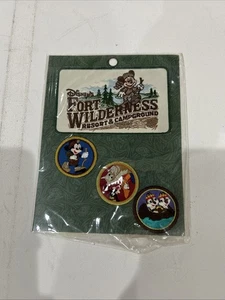 Disney's
FORT
WILDERNESS
RESORT & CAMPGROUND